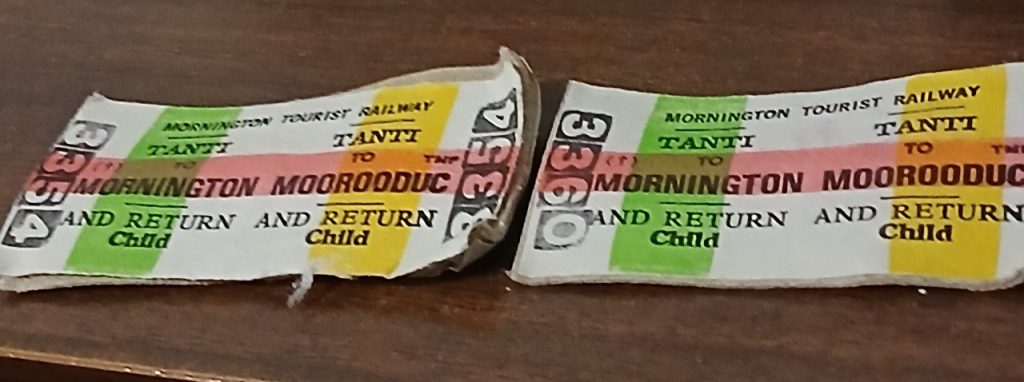 MORNINGTON TOURIST RAILWAY
TANTI TANTI
(†) TO TO TMP
MORNINGTON MOOROODUC
AND RETURN AND RETURN
Child Child
3354
3354
MORNINGTON TOURIST RAILWAY
TANTI TANTI
(†) TO TO
MORNINGTON MOOROODUC
AND RETURN AND RETURN
Child Child